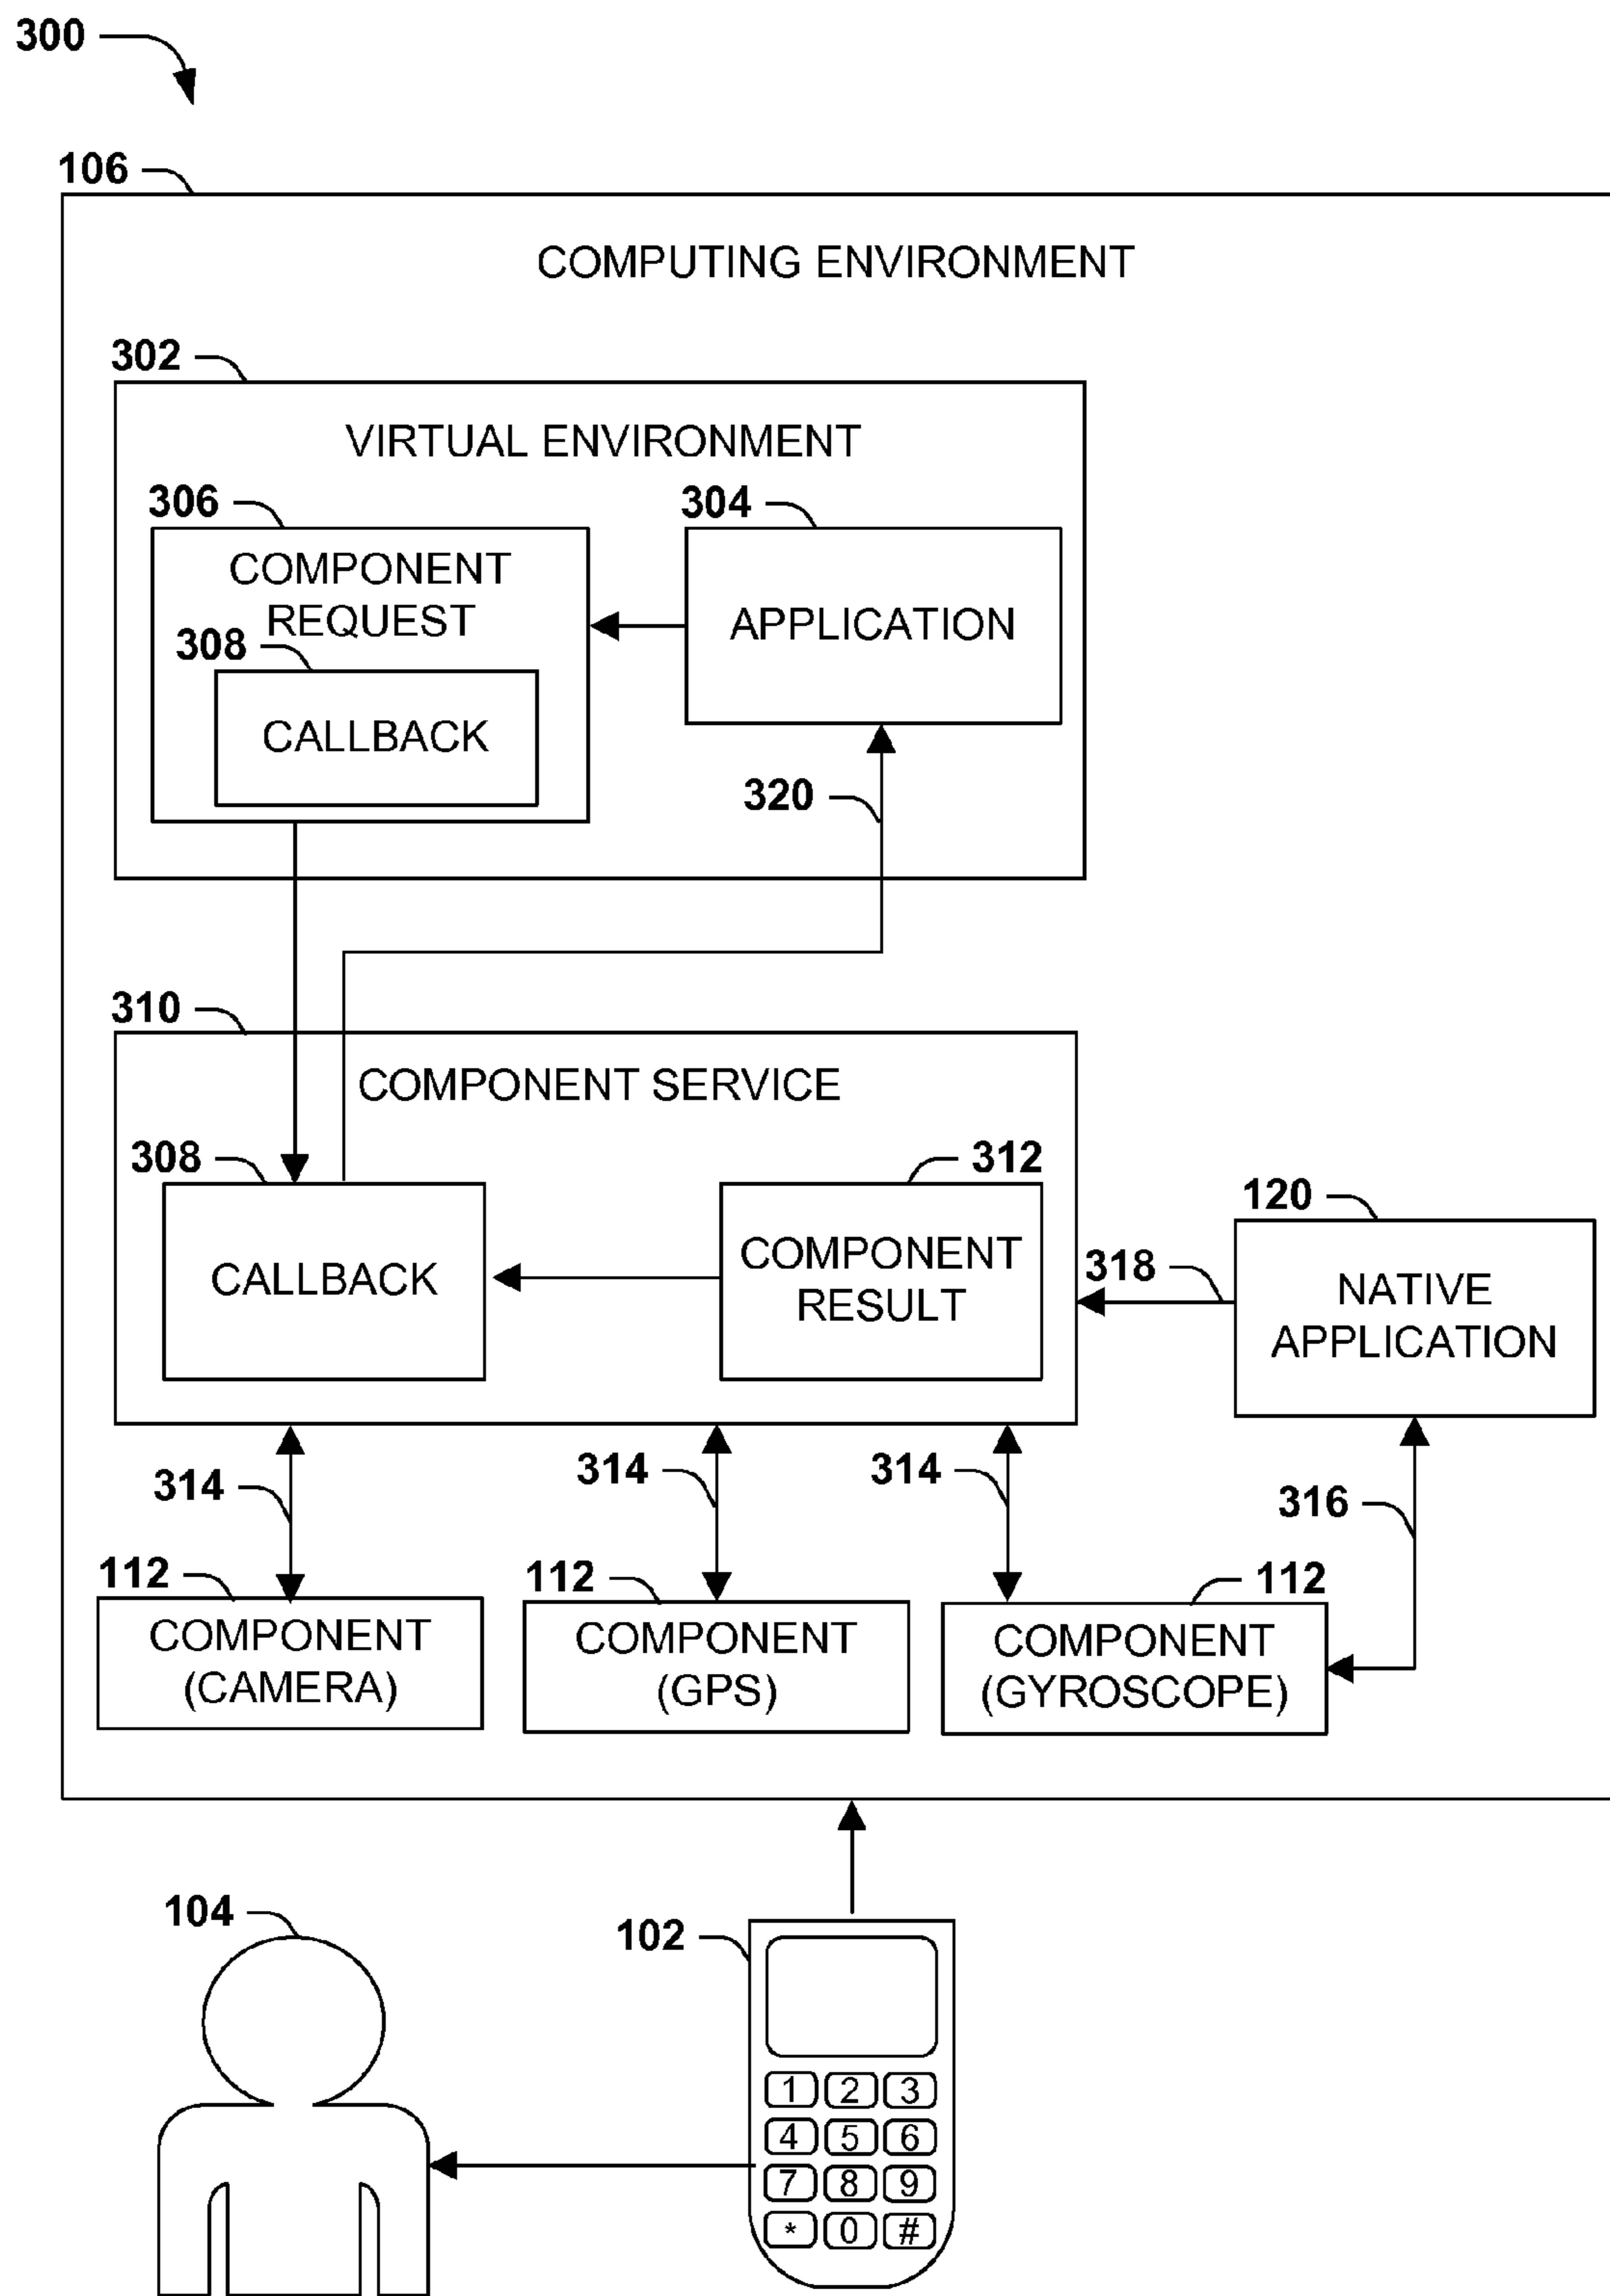 300
106
COMPUTING ENVIRONMENT
302
VIRTUAL ENVIRONMENT
306
304
COMPONENT
REQUEST
APPLICATION
308
CALLBACK
320
310
COMPONENT SERVICE
308
312
120
CALLBACK
COMPONENT
RESULT
318
NATIVE
APPLICATION
314
314
314
316
112
112
112
COMPONENT
(CAMERA)
COMPONENT
(GPS)
COMPONENT
(GYROSCOPE)
104
102
1 2 3
4 5 6
7 8 9
* 0 #